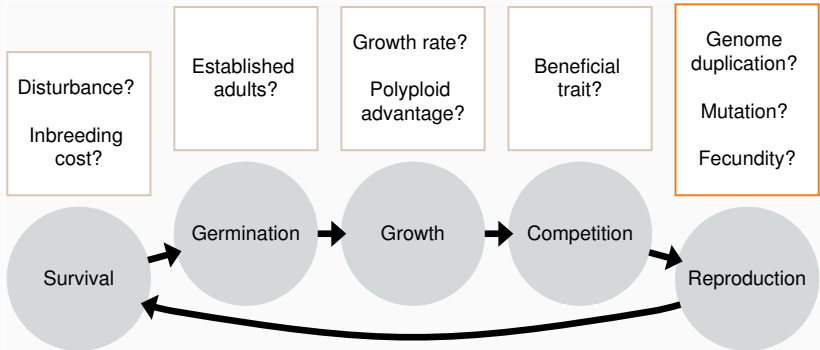 Disturbance?
Inbreeding
cost?
Established
adults?
Growth rate?
Polyploid
advantage?
Beneficial
trait?
Genome
duplication?
Mutation?
Fecundity?
Survival
Germination
Growth
Competition
Reproduction